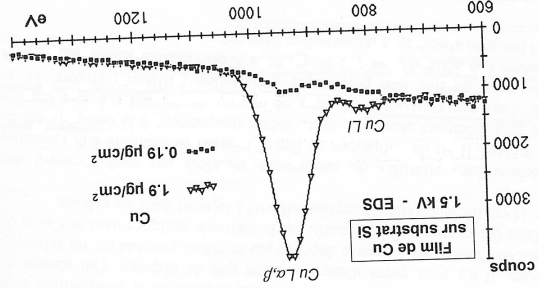 coups
Film de Cu
sur substrat Si
1.5 kV - EDS
Cu Lα,β
Cu
1.9 µg/cm²
0.19 µg/cm²
Cu Ll
3000
2000
1000
0
600
800
1000
1200
eV